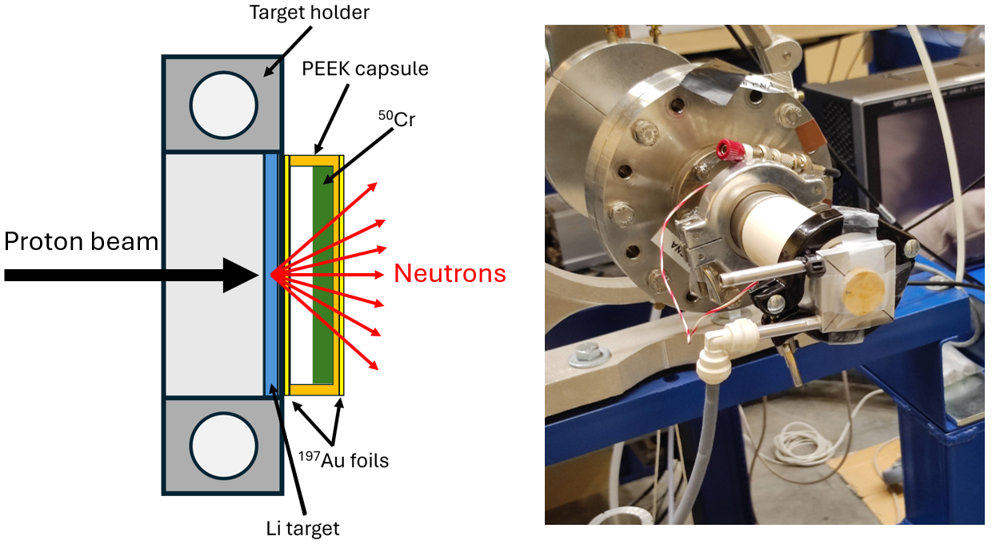 Target holder
PEEK capsule
⁵⁰Cr
Proton beam
Neutrons
¹⁹⁷Au foils
Li target